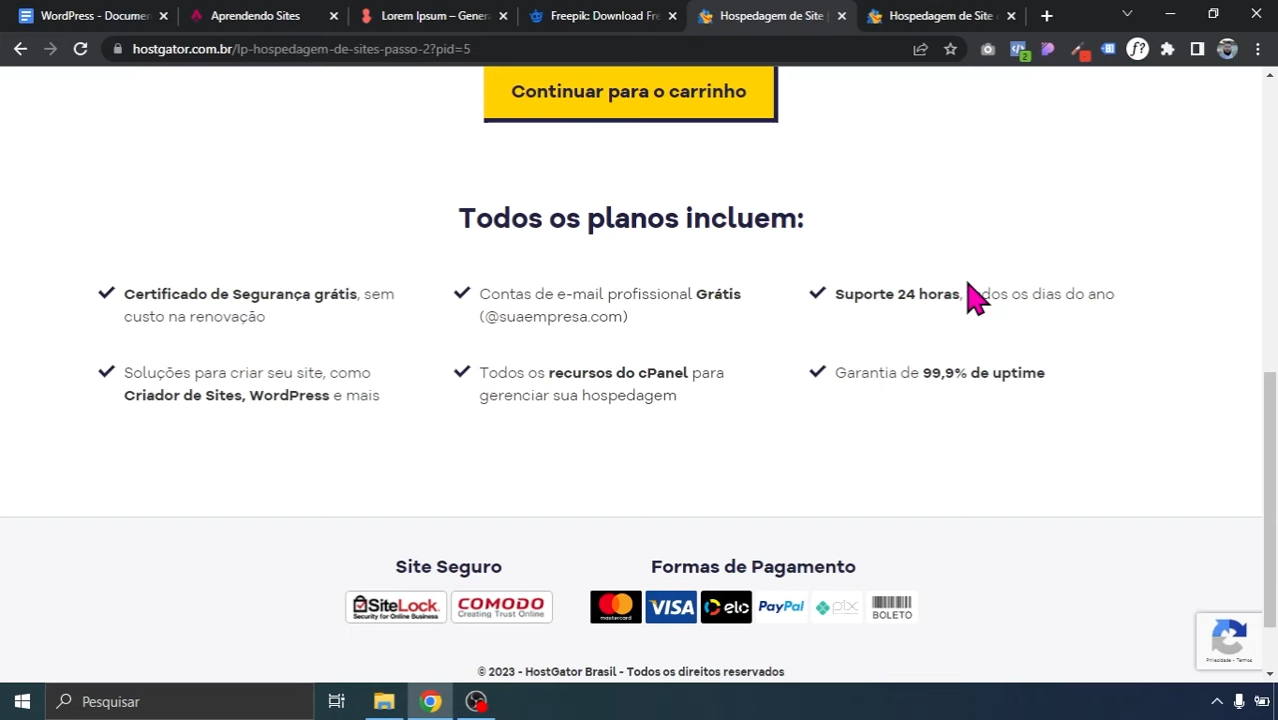 WordPress - Documen
Aprendendo Sites
Lorem Ipsum – Genera
Freepik: Download Fre
Hospedagem de Site
Hospedagem de Site
hostgator.com.br/lp-hospedagem-de-sites-passo-2?pid=5
2
f?
Continuar para o carrinho
Todos os planos incluem:
Certificado de Segurança grátis, sem
custo na renovação
Contas de e-mail profissional Grátis
(@suaempresa.com)
Suporte 24 horas, todos os dias do ano
Soluções para criar seu site, como
Criador de Sites, WordPress e mais
Todos os recursos do cPanel para
gerenciar sua hospedagem
Garantia de 99,9% de uptime
Site Seguro
Formas de Pagamento
SiteLock
Security for Online Business
COMODO
Creating Trust Online
mastercard
VISA
elo
PayPal
pix
BOLETO
Privacidade - Termos
© 2023 - HostGator Brasil - Todos os direitos reservados
Pesquisar